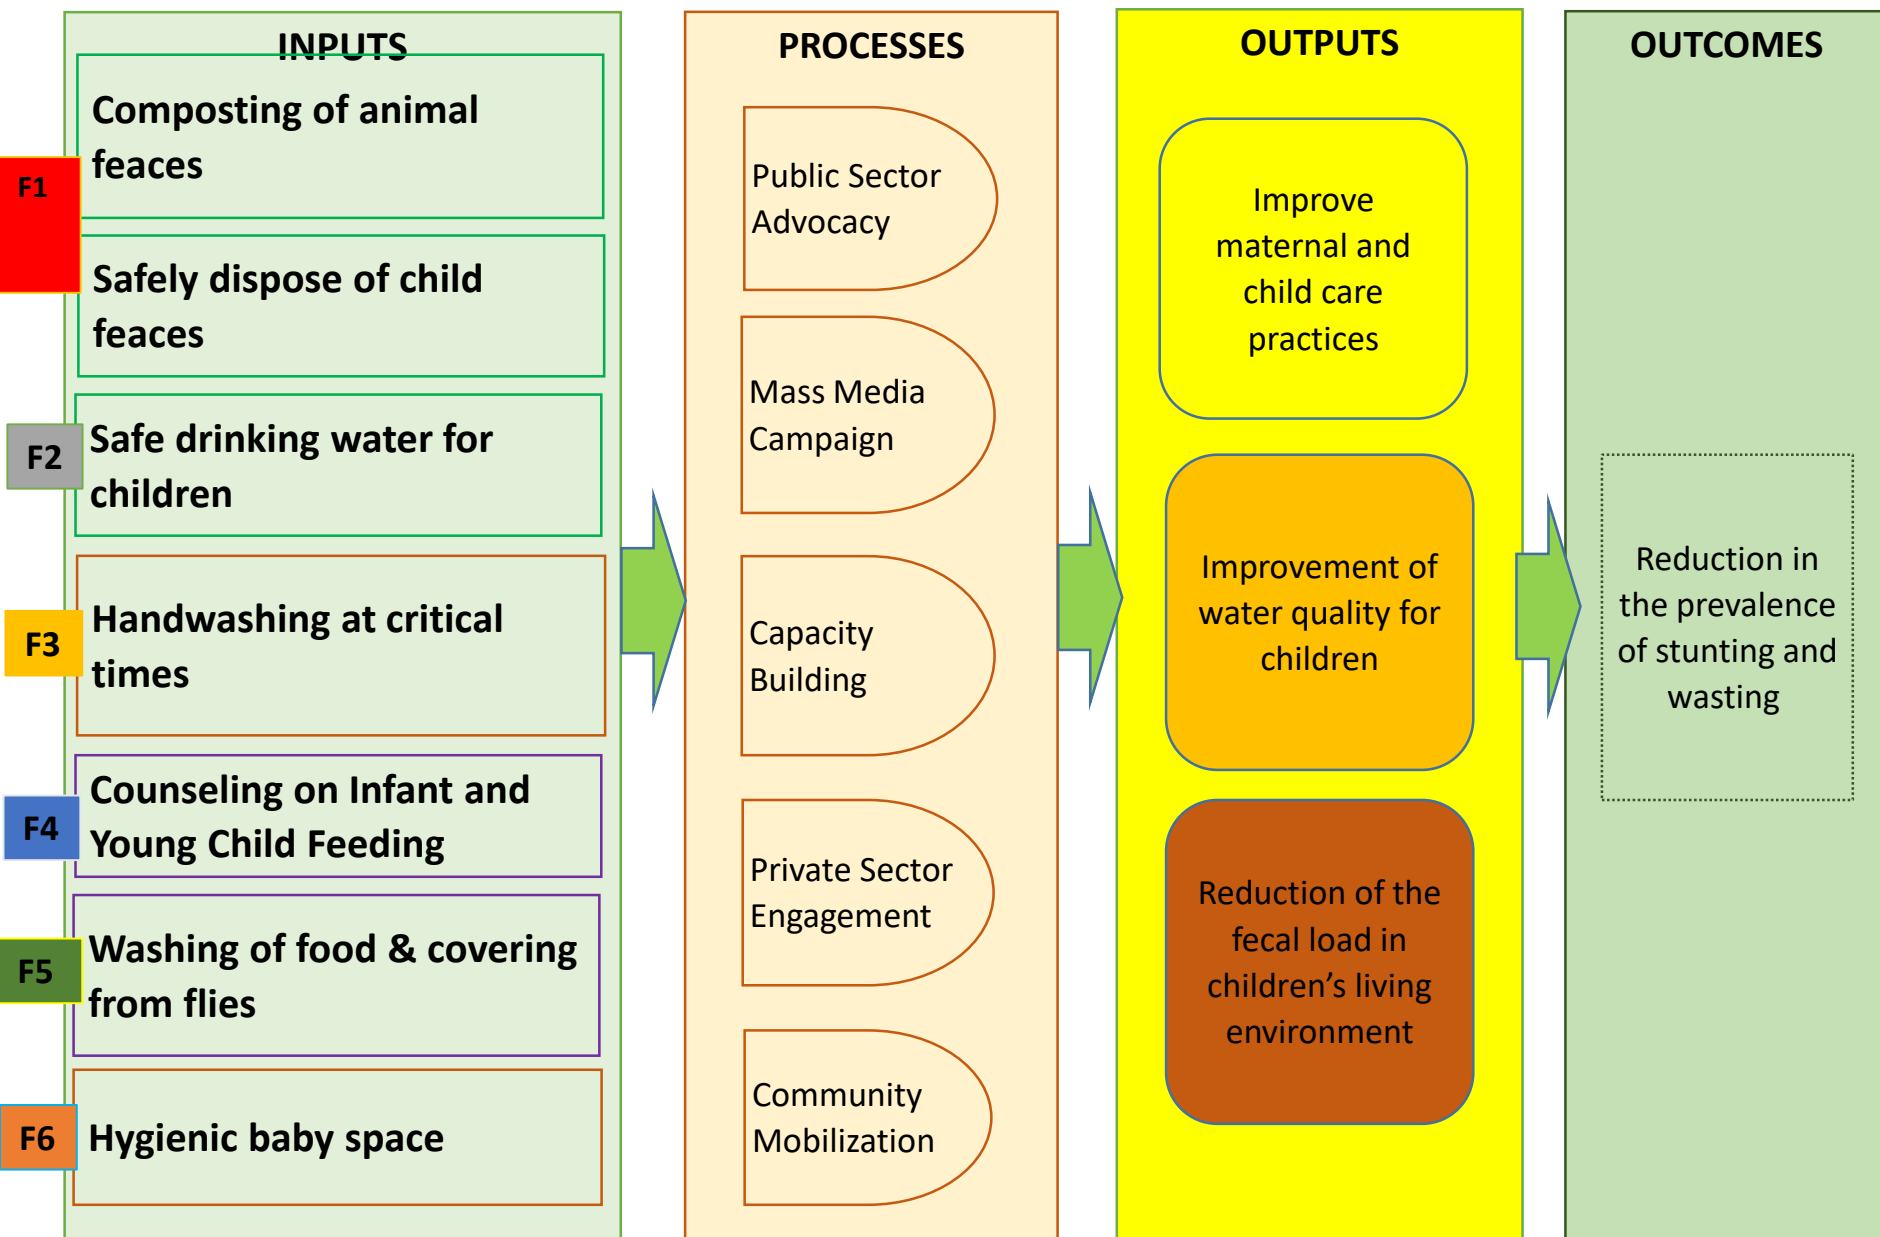 INPUTS
F1
Composting of animal
feaces
Safely dispose of child
feaces
F2
Safe drinking water for
children
F3
Handwashing at critical
times
F4
Counseling on Infant and
Young Child Feeding
F5
Washing of food & covering
from flies
F6
Hygienic baby space
PROCESSES
Public Sector
Advocacy
Mass Media
Campaign
Capacity
Building
Private Sector
Engagement
Community
Mobilization
OUTPUTS
Improve
maternal and
child care
practices
Improvement of
water quality for
children
Reduction of the
fecal load in
children’s living
environment
OUTCOMES
Reduction in
the prevalence
of stunting and
wasting